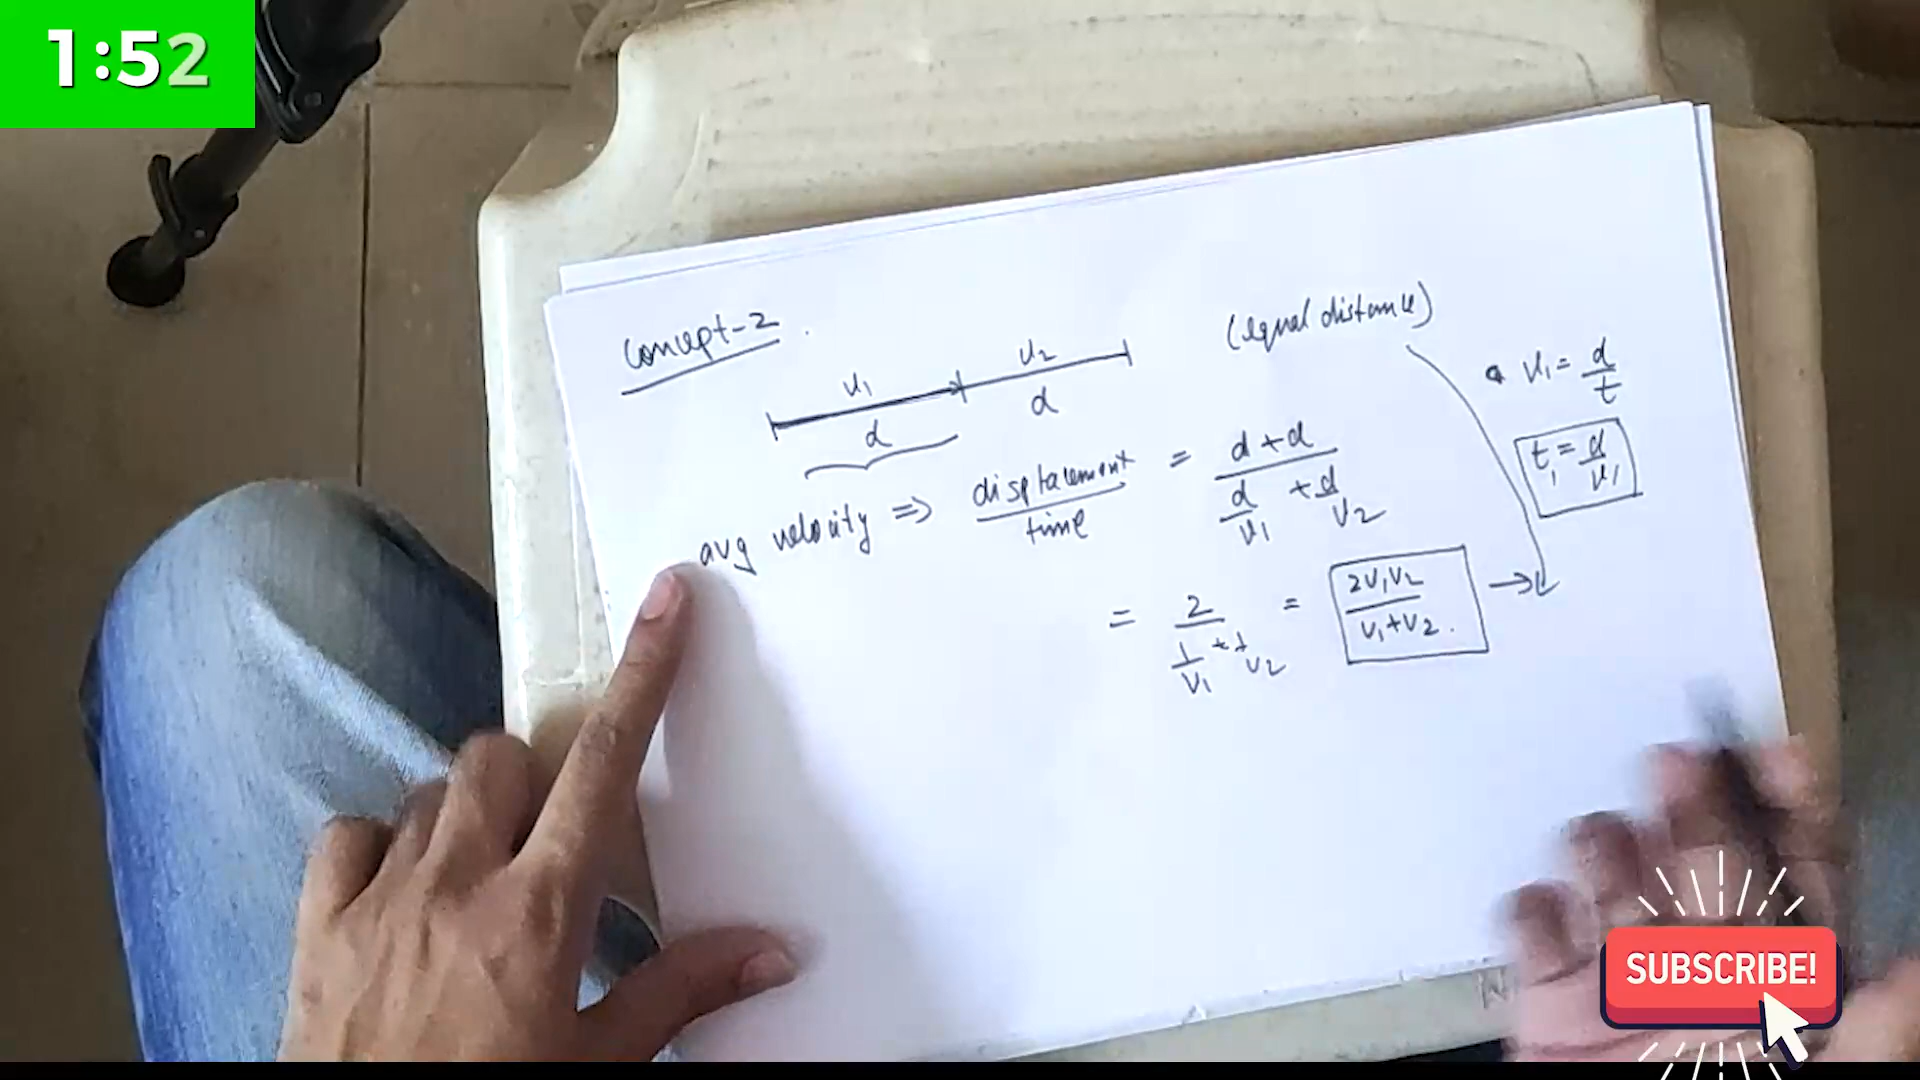 1:52
concept-2
(equal distance)
v₁ v₂
d d
v₁ = d/t
t₁ = d/v₁
avg velocity ⇒ displacement/time = d+d / d/v₁ + d/v₂
= 2 / 1/v₁ + 1/v₂ = 2v₁v₂ / v₁+v₂. →
SUBSCRIBE!